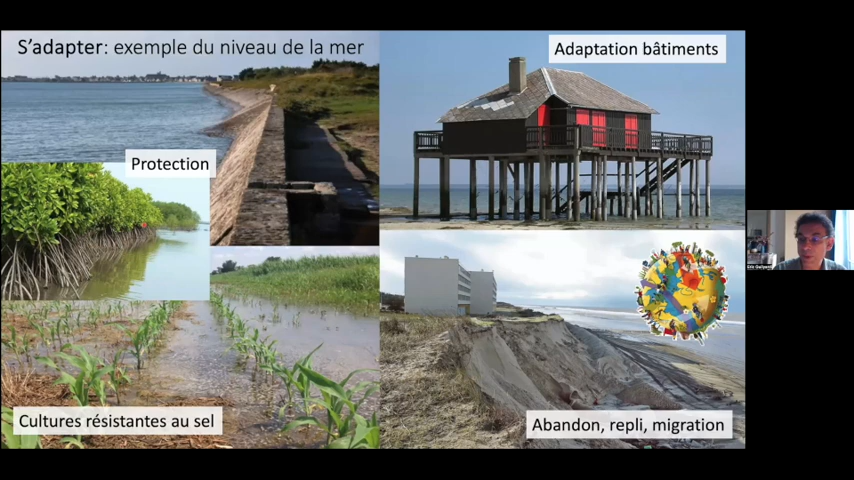 S'adapter: exemple du niveau de la mer
Adaptation bâtiments
Protection
Cultures résistantes au sel
Abandon, repli, migration